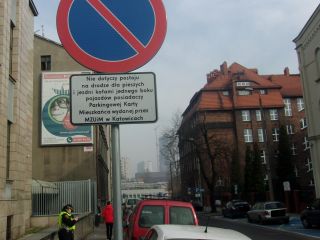 Nie dotyczy postoju
na drodze dla pieszych
i jedni kołami jednego boku
pojazdów posiadaczy
Parkingowej Karty
Mieszkańca wydanej przez
MZUiM w Katowicach